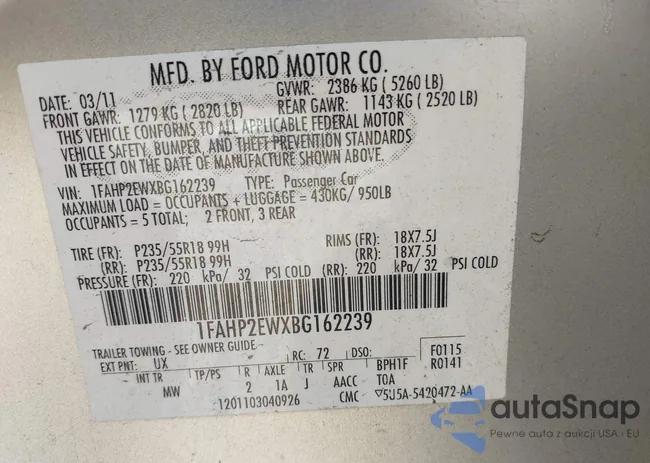 MFD. BY FORD MOTOR CO.
DATE: 03/11 GVWR: 2386 KG ( 5260 LB)
FRONT GAWR: 1279 KG ( 2820 LB) REAR GAWR: 1143 KG ( 2520 LB)
THIS VEHICLE CONFORMS TO ALL APPLICABLE FEDERAL MOTOR
VEHICLE SAFETY, BUMPER, AND THEFT PREVENTION STANDARDS
IN EFFECT ON THE DATE OF MANUFACTURE SHOWN ABOVE.
VIN: 1FAHP2EWXBG162239 TYPE: Passenger Car
MAXIMUM LOAD = OCCUPANTS + LUGGAGE = 430KG/ 950LB
OCCUPANTS = 5 TOTAL; 2 FRONT, 3 REAR
TIRE (FR): P235/55R18 99H RIMS (FR): 18X7.5J
(RR): P235/55R18 99H (RR): 18X7.5J
PRESSURE (FR): 220 kPa/ 32 PSI COLD (RR): 220 kPa/ 32 PSI COLD
1FAHP2EWXBG162239
TRAILER TOWING - SEE OWNER GUIDE
EXT PNT: UX RC: 72 DSO: F0115
INT TR TP/PS R AXLE TR SPR BPH1F R0141
MW 2 1A J AACC TOA
1201103040926 CMC ▽5U5A-5420472-AA
autaSnap
Pewne auta z aukcji USA - EU